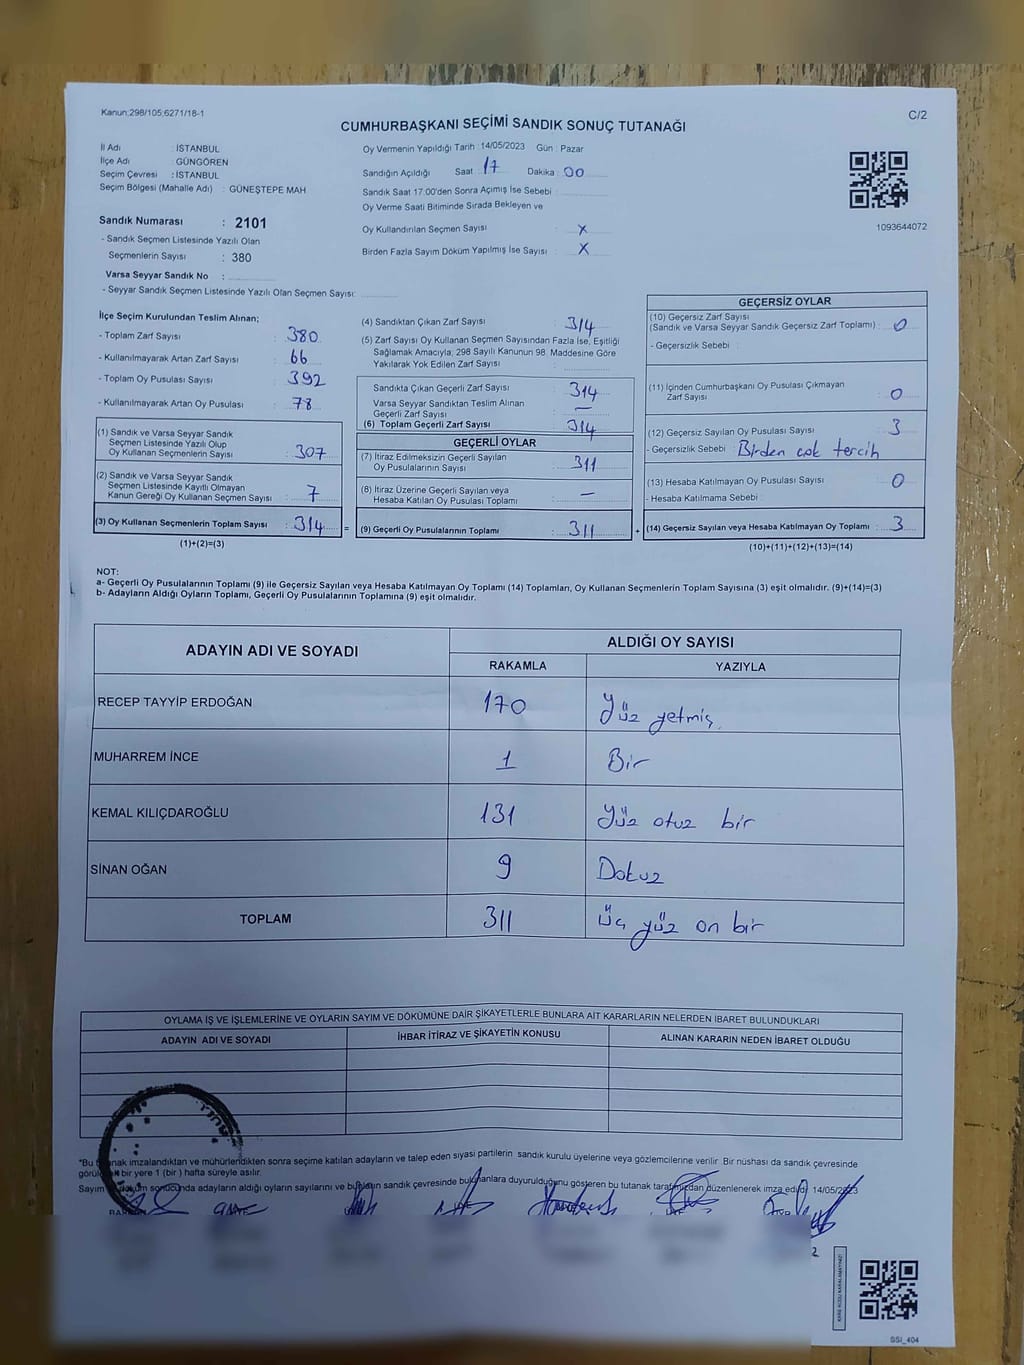 Kanun;298/105;6271/18-1
C/2
CUMHURBAŞKANI SEÇİMİ SANDIK SONUÇ TUTANAĞI
İl Adı : İSTANBUL
İlçe Adı : GÜNGÖREN
Seçim Çevresi : İSTANBUL
Seçim Bölgesi (Mahalle Adı) : GÜNEŞTEPE MAH
Sandık Numarası : 2101
- Sandık Seçmen Listesinde Yazılı Olan
Seçmenlerin Sayısı : 380
Varsa Seyyar Sandık No :
- Seyyar Sandık Seçmen Listesinde Yazılı Olan Seçmen Sayısı:
Oy Vermenin Yapıldığı Tarih :14/05/2023 Gün : Pazar
Sandığın Açıldığı Saat 17 Dakika 00
Sandık Saat 17:00'den Sonra Açımış İse Sebebi :
Oy Verme Saati Bitiminde Sırada Bekleyen ve
Oy Kullandırılan Seçmen Sayısı : X
Birden Fazla Sayım Döküm Yapılmış İse Sayısı : X
1093644072
İlçe Seçim Kurulundan Teslim Alınan;
- Toplam Zarf Sayısı : 380
- Kullanılmayarak Artan Zarf Sayısı : 66
- Toplam Oy Pusulası Sayısı : 392
- Kullanılmayarak Artan Oy Pusulası : 78
(1) Sandık ve Varsa Seyyar Sandık
Seçmen Listesinde Yazılı Olup
Oy Kullanan Seçmenlerin Sayısı : 307
(2) Sandık ve Varsa Seyyar Sandık
Seçmen Listesinde Kayıtlı Olmayan
Kanun Gereği Oy Kullanan Seçmen Sayısı : 7
(3) Oy Kullanan Seçmenlerin Toplam Sayısı : 314 =
(1)+(2)=(3)
(4) Sandıktan Çıkan Zarf Sayısı : 314
(5) Zarf Sayısı Oy Kullanan Seçmen Sayısından Fazla İse, Eşitliği
Sağlamak Amacıyla, 298 Sayılı Kanunun 98. Maddesine Göre
Yakılarak Yok Edilen Zarf Sayısı :
Sandıkta Çıkan Geçerli Zarf Sayısı : 314
Varsa Seyyar Sandıktan Teslim Alınan
Geçerli Zarf Sayısı : —
(6) Toplam Geçerli Zarf Sayısı : 314
GEÇERLİ OYLAR
(7) İtiraz Edilmeksizin Geçerli Sayılan
Oy Pusulalarının Sayısı : 311
(8) İtiraz Üzerine Geçerli Sayılan veya
Hesaba Katılan Oy Pusulası Toplamı : —
(9) Geçerli Oy Pusulalarının Toplamı : 311 +
GEÇERSİZ OYLAR
(10) Geçersiz Zarf Sayısı
(Sandık ve Varsa Seyyar Sandık Geçersiz Zarf Toplamı) : 0
- Geçersizlik Sebebi :
(11) İçinden Cumhurbaşkanı Oy Pusulası Çıkmayan
Zarf Sayısı : 0
(12) Geçersiz Sayılan Oy Pusulası Sayısı : 3
- Geçersizlik Sebebi : Birden çok tercih
(13) Hesaba Katılmayan Oy Pusulası Sayısı : 0
- Hesaba Katılmama Sebebi :
(14) Geçersiz Sayılan veya Hesaba Katılmayan Oy Toplamı : 3
(10)+(11)+(12)+(13)=(14)
NOT:
a- Geçerli Oy Pusulalarının Toplamı (9) ile Geçersiz Sayılan veya Hesaba Katılmayan Oy Toplamı (14) Toplamları, Oy Kullanan Seçmenlerin Toplam Sayısına (3) eşit olmalıdır. (9)+(14)=(3)
b- Adayların Aldığı Oyların Toplamı, Geçerli Oy Pusulalarının Toplamına (9) eşit olmalıdır.
ADAYIN ADI VE SOYADI
ALDIĞI OY SAYISI
RAKAMLA YAZIYLA
RECEP TAYYİP ERDOĞAN 170 Yüz yetmiş
MUHARREM İNCE 1 Bir
KEMAL KILIÇDAROĞLU 131 Yüz otuz bir
SİNAN OĞAN 9 Dokuz
TOPLAM 311 Üç yüz on bir
OYLAMA İŞ VE İŞLEMLERİNE VE OYLARIN SAYIM VE DÖKÜMÜNE DAİR ŞİKAYETLERLE BUNLARA AİT KARARLARIN NELERDEN İBARET BULUNDUKLARI
ADAYIN ADI VE SOYADI İHBAR İTİRAZ VE ŞİKAYETİN KONUSU ALINAN KARARIN NEDEN İBARET OLDUĞU
*Bu tutanak imzalandıktan ve mühürlendikten sonra seçime katılan adayların ve talep eden siyasi partilerin sandık kurulu üyelerine veya gözlemcilerine verilir Bir nüshası da sandık çevresinde
bir yere 1 (bir ) hafta süreyle asılır.
Sayım sonucunda adayların aldığı oyların sayılarını ve bu sandık çevresinde bulunanlara duyurulduğunu gösteren bu tutanak tarafımızdan düzenlenerek imza edildi. 14/05/2023
2
SSI_404